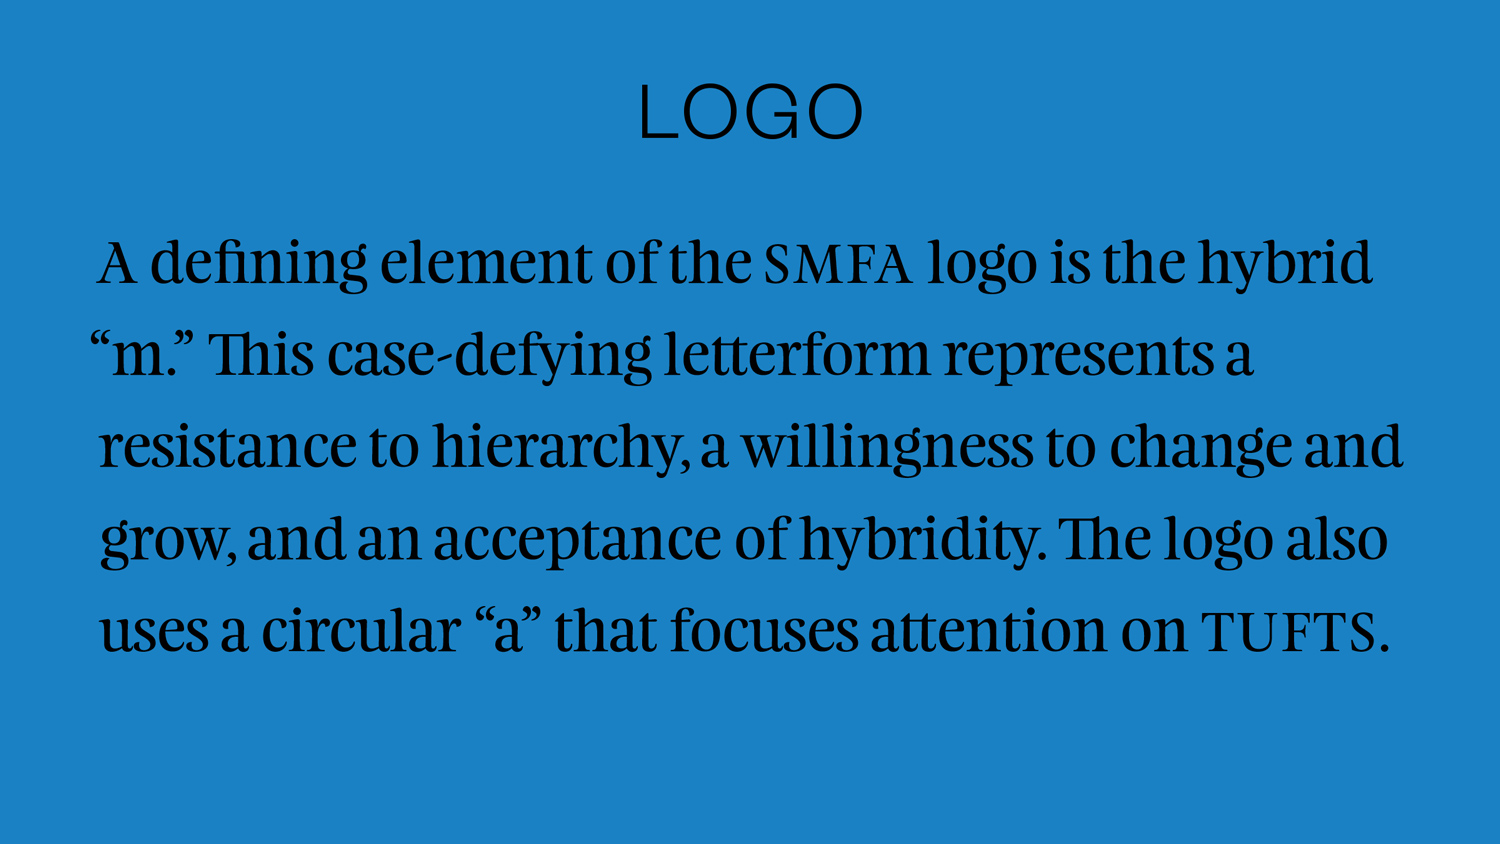 LOGO
A defining element of the SMFA logo is the hybrid
“m.” This case-defying letterform represents a
resistance to hierarchy, a willingness to change and
grow, and an acceptance of hybridity. The logo also
uses a circular “a” that focuses attention on TUFTS.